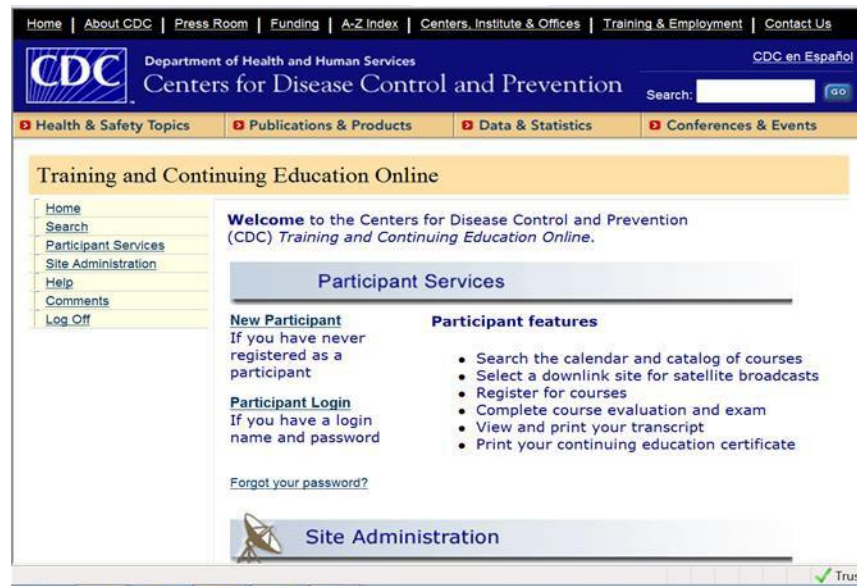 Home | About CDC | Press Room | Funding | A-Z Index | Centers, Institute & Offices | Training & Employment | Contact Us
CDC
Department of Health and Human Services
Centers for Disease Control and Prevention
CDC en Español
Search:
GO
Health & Safety Topics
Publications & Products
Data & Statistics
Conferences & Events
Training and Continuing Education Online
Home
Search
Participant Services
Site Administration
Help
Comments
Log Off
Welcome to the Centers for Disease Control and Prevention
(CDC) Training and Continuing Education Online.
Participant Services
New Participant
If you have never
registered as a
participant
Participant Login
If you have a login
name and password
Forgot your password?
Participant features
• Search the calendar and catalog of courses
• Select a downlink site for satellite broadcasts
• Register for courses
• Complete course evaluation and exam
• View and print your transcript
• Print your continuing education certificate
Site Administration
Trus